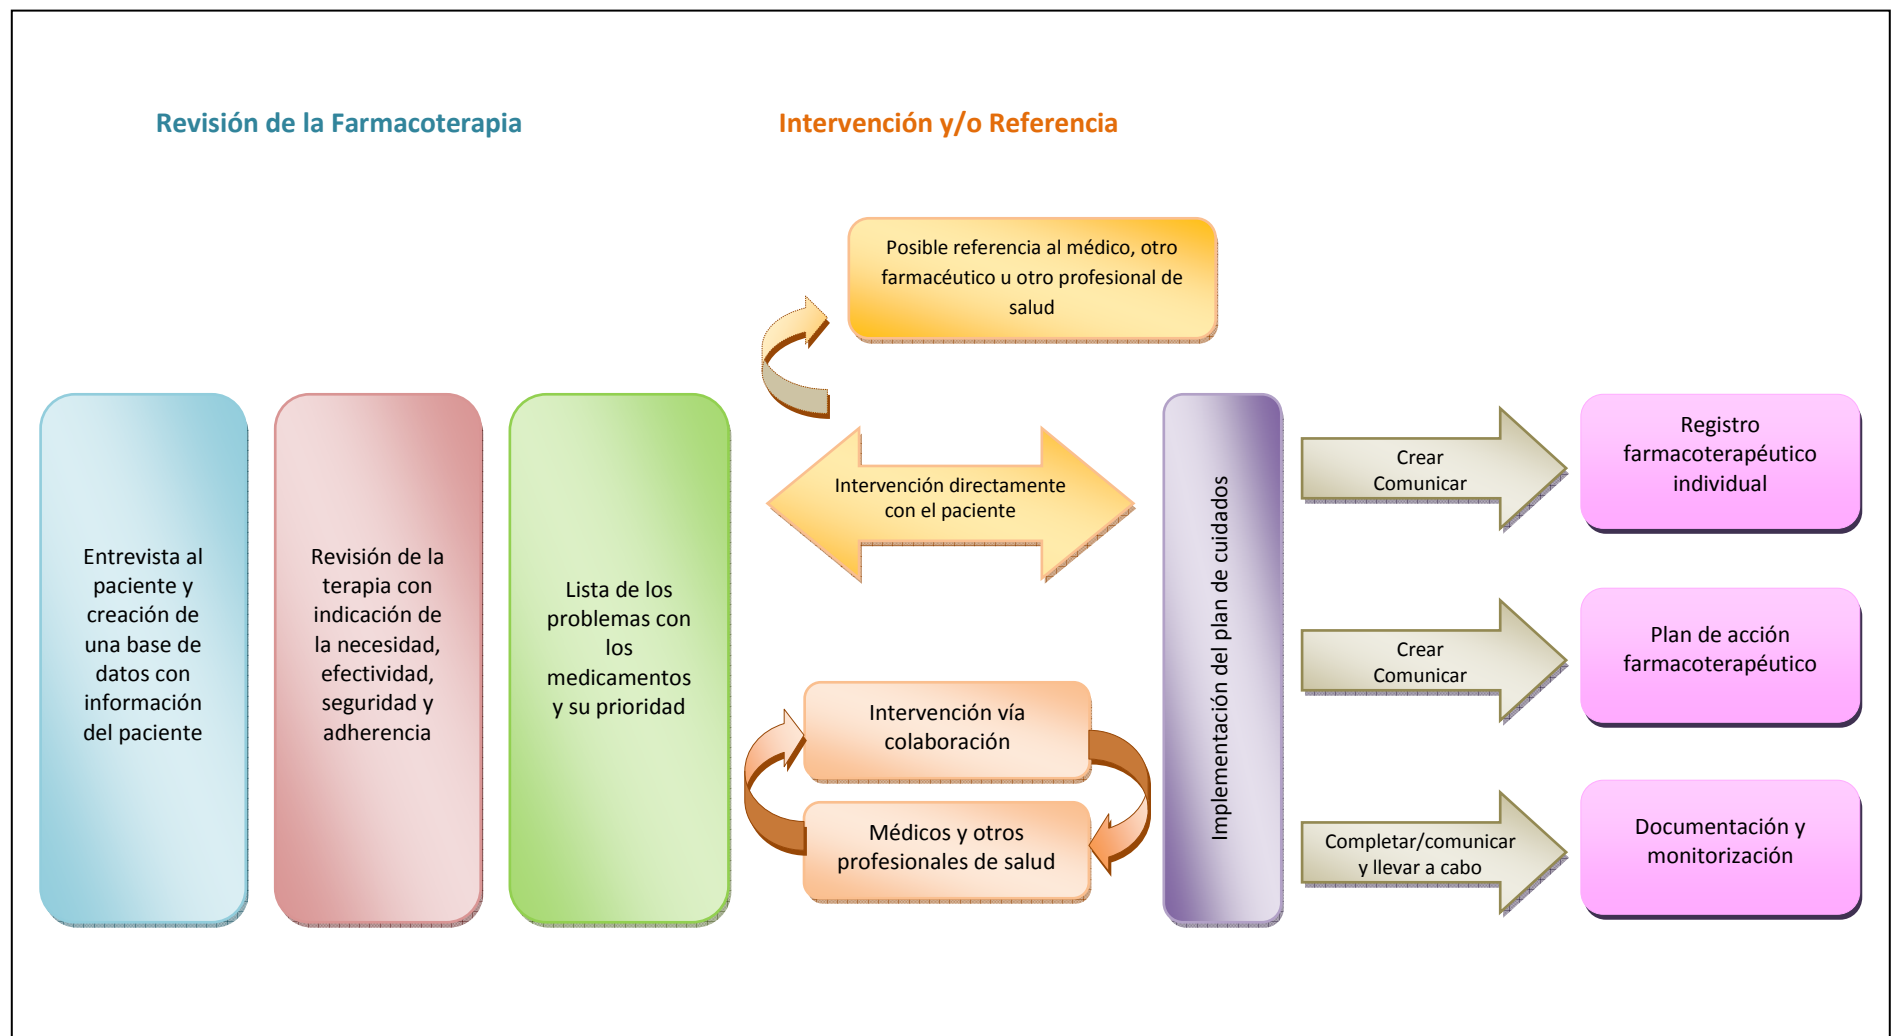 Revisión de la Farmacoterapia
Intervención y/o Referencia
Posible referencia al médico, otro
farmacéutico u otro profesional de
salud
Entrevista al
paciente y
creación de
una base de
datos con
información
del paciente
Revisión de la
terapia con
indicación de
la necesidad,
efectividad,
seguridad y
adherencia
Lista de los
problemas con
los
medicamentos
y su prioridad
Intervención directamente
con el paciente
Intervención vía
colaboración
Médicos y otros
profesionales de salud
Implementación del plan de cuidados
Crear
Comunicar
Registro
farmacoterapéutico
individual
Crear
Comunicar
Plan de acción
farmacoterapéutico
Completar/comunicar
y llevar a cabo
Documentación y
monitorización